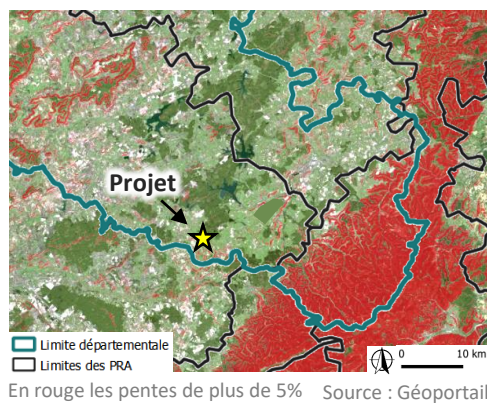 Projet
Limite départementale
Limites des PRA
0 10 km
En rouge les pentes de plus de 5% Source : Géoportail